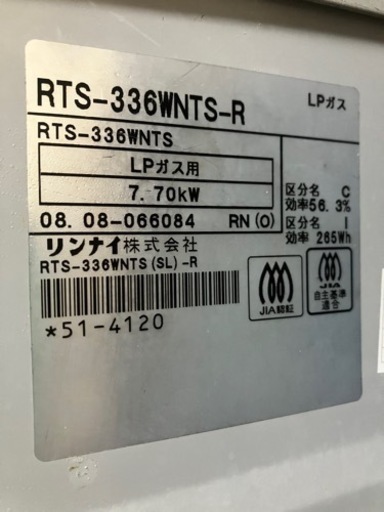 RTS-336WNTS-R
LPガス
RTS-336WNTS
LPガス用
7.70kW
区分名 C
効率56.3%
08.08-066084 RN(O)
区分名 I
効率 265Wh
リンナイ株式会社
RTS-336WNTS(SL)-R
*51-4120
JIA認証
JIA
自主基準
適合